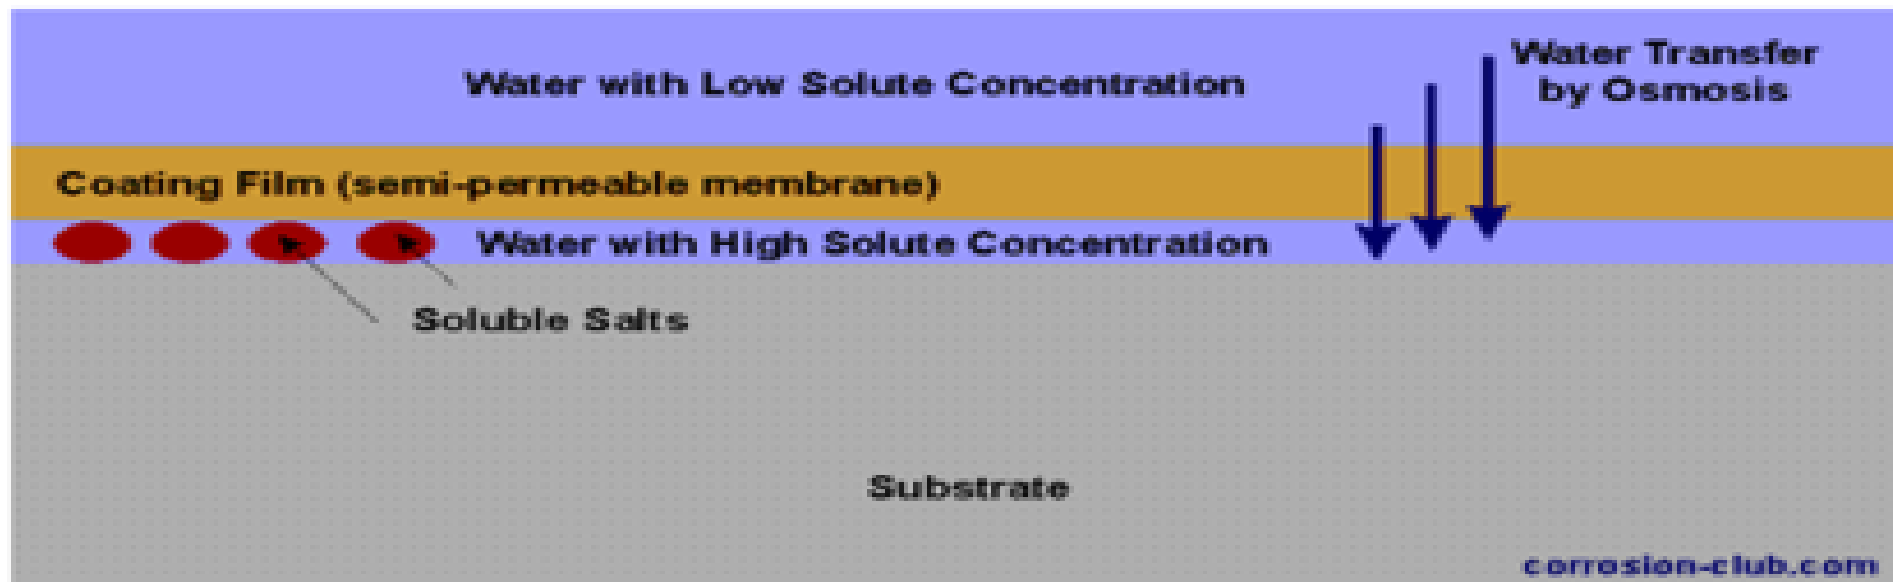 Water with Low Solute Concentration
Water Transfer
by Osmosis
Coating Film (semi-permeable membrane)
Water with High Solute Concentration
Soluble Salts
Substrate
corrosion-club.com